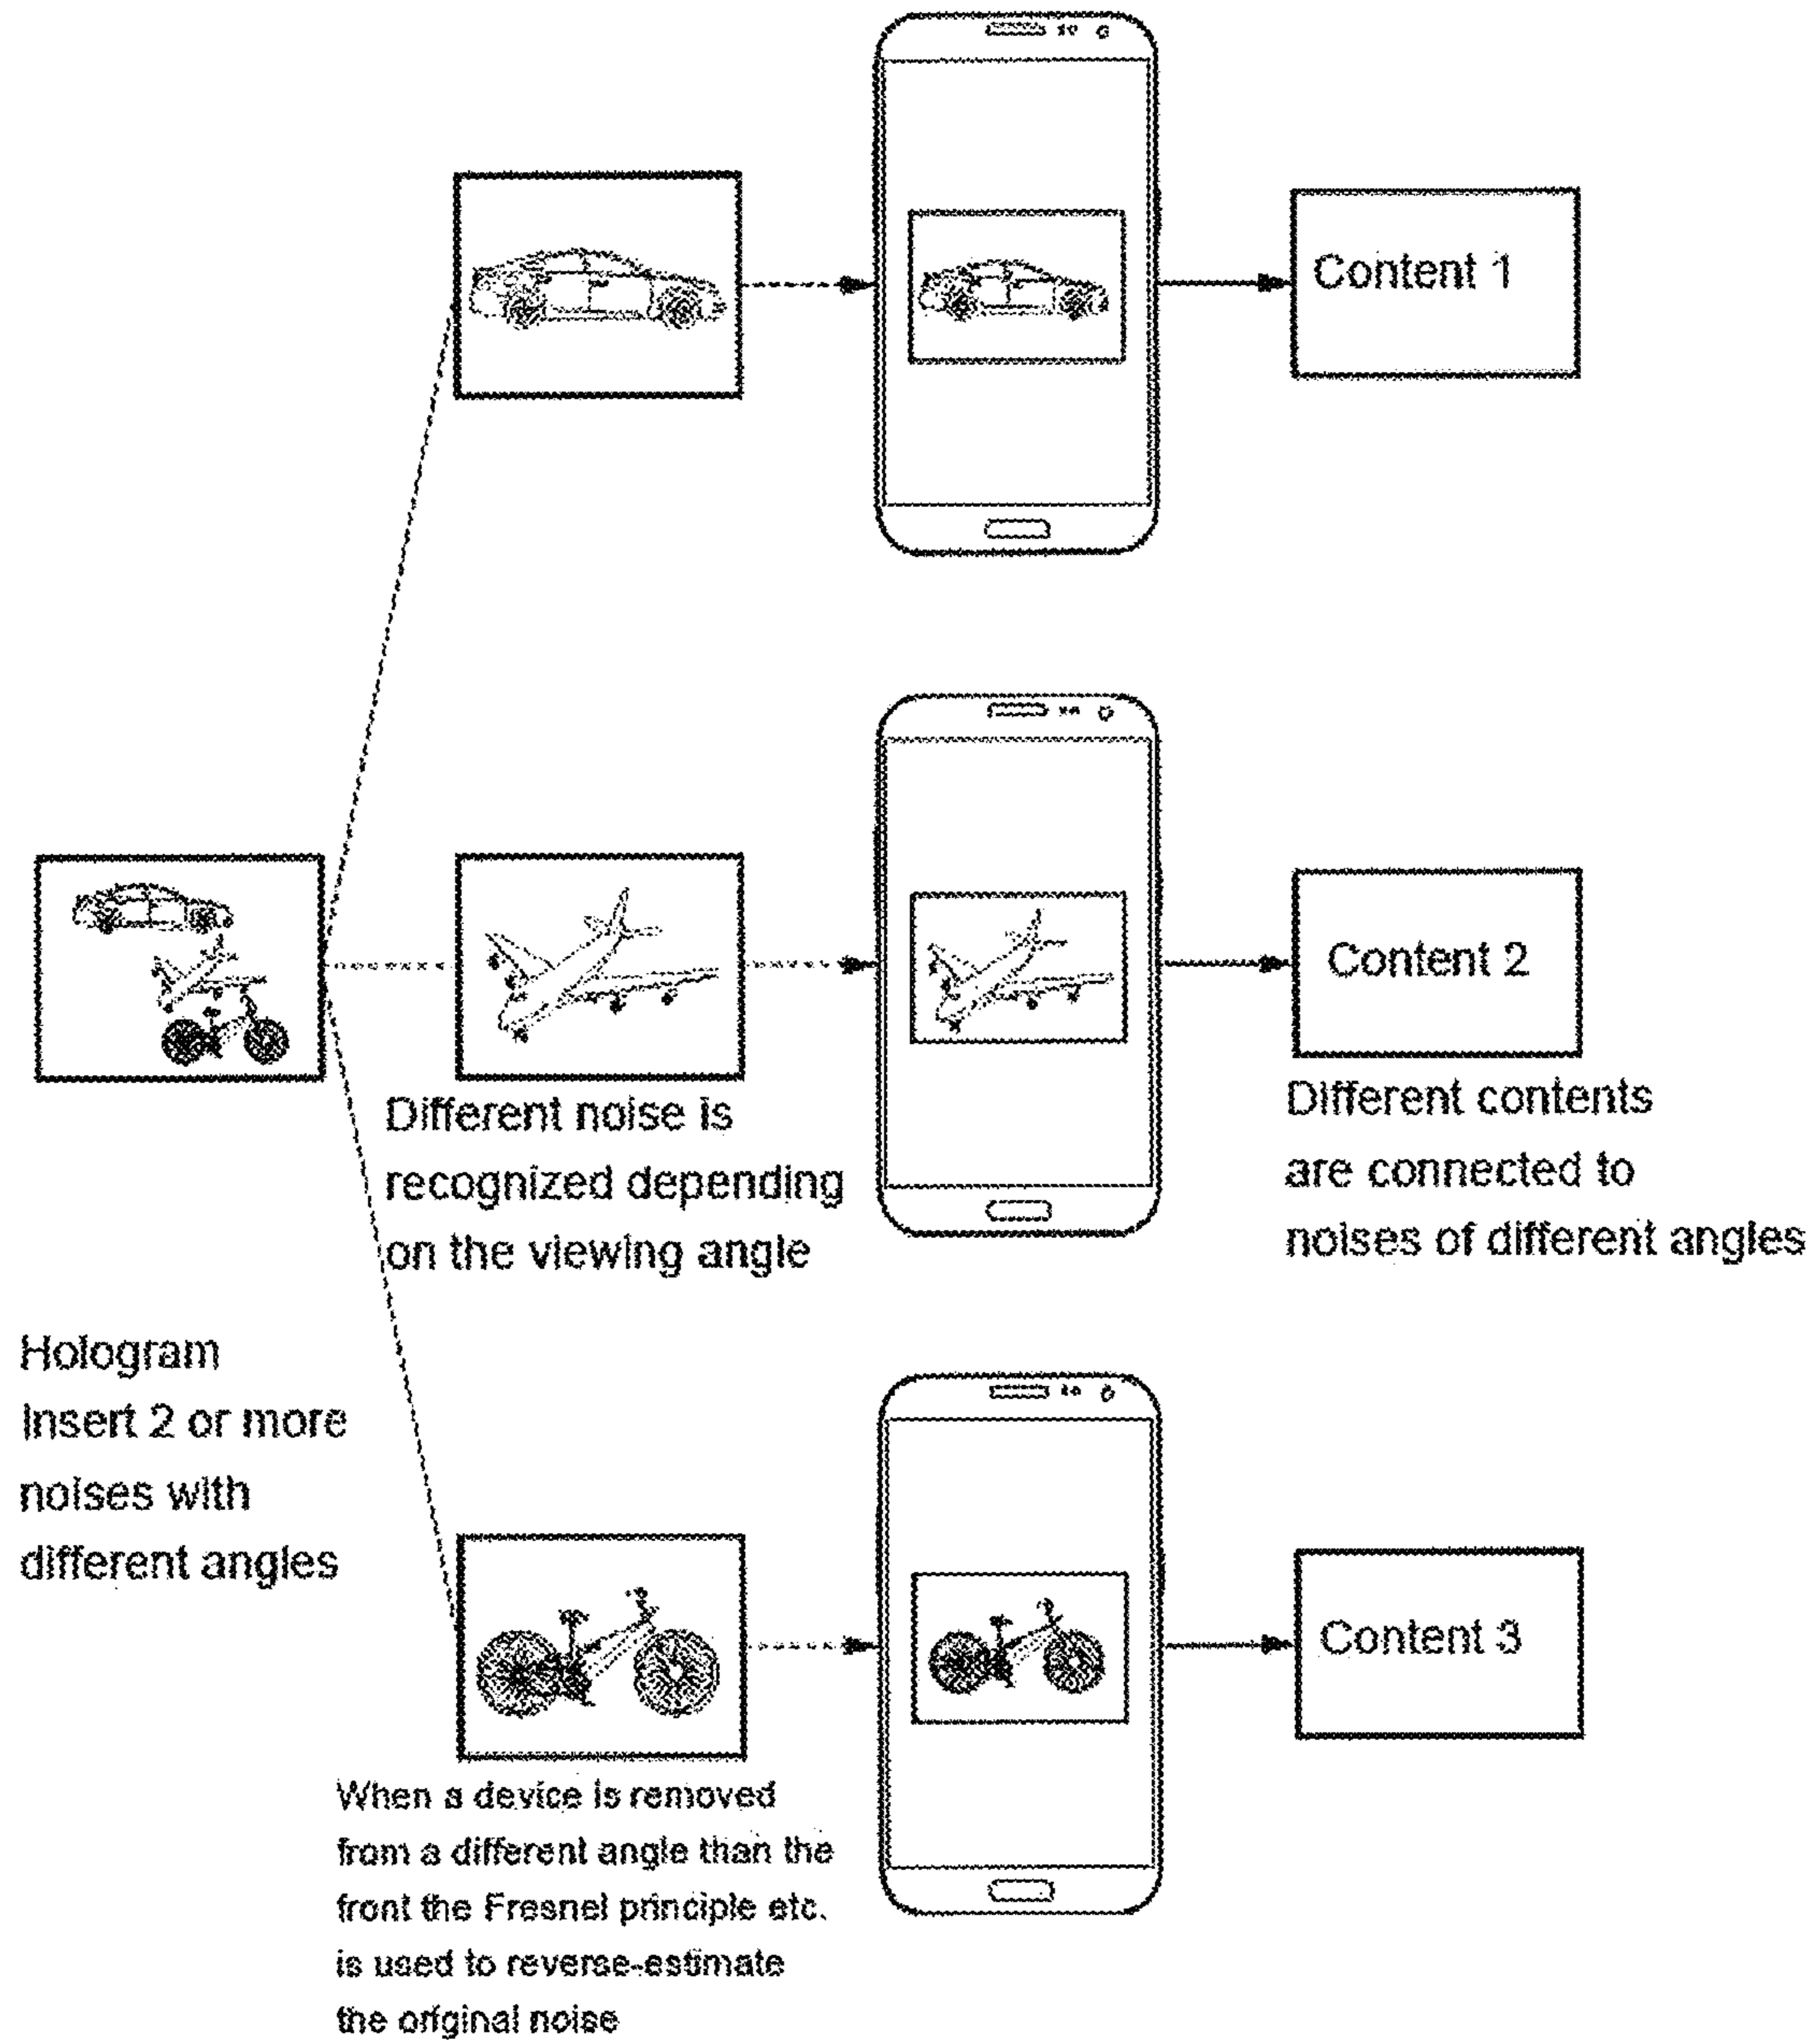 Content 1
Content 2
Different noise is
recognized depending
on the viewing angle
Different contents
are connected to
noises of different angles
Hologram
Insert 2 or more
noises with
different angles
Content 3
When a device is removed
from a different angle than the
front the Fresnel principle etc.
is used to reverse-estimate
the original noise